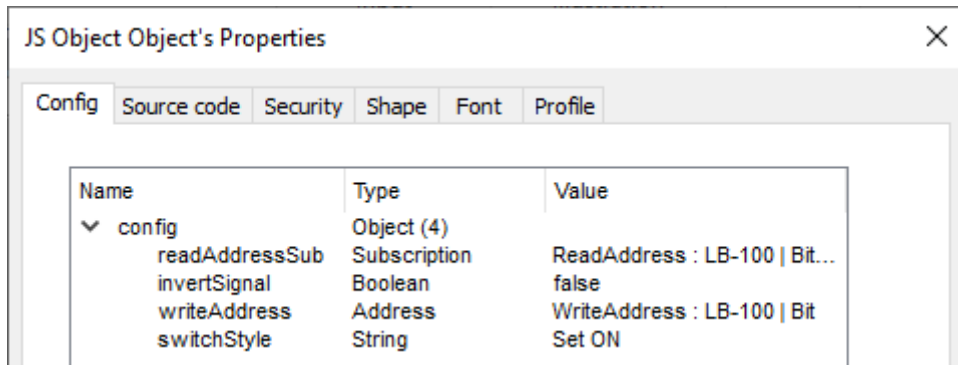 JS Object Object's Properties
Config Source code Security Shape Font Profile
Name Type Value
config Object (4)
readAddressSub Subscription ReadAddress : LB-100 | Bit...
invertSignal Boolean false
writeAddress Address WriteAddress : LB-100 | Bit
switchStyle String Set ON